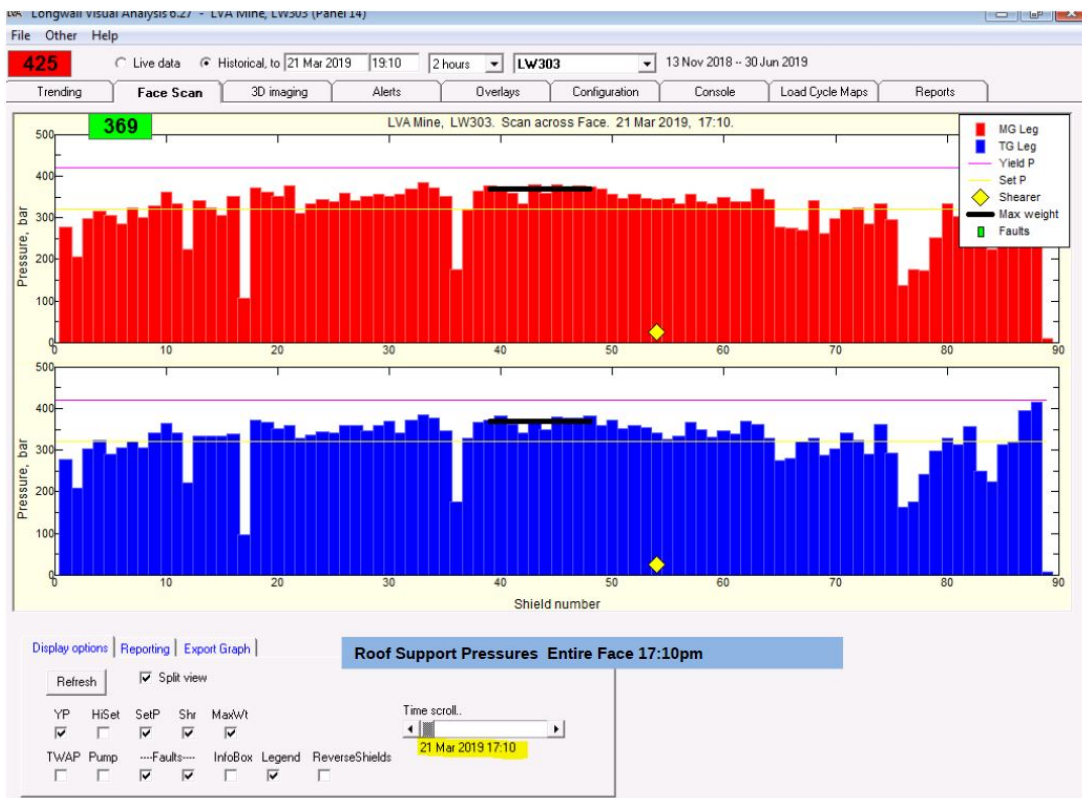 LVA Longwall Visual Analysis 6.27 - LVA Mine, LW303 (Panel 14)
File Other Help
425 Live data Historical, to 21 Mar 2019 19:10 2 hours LW303 13 Nov 2018 -- 30 Jun 2019
Trending Face Scan 3D imaging Alerts Overlays Configuration Console Load Cycle Maps Reports
369 LVA Mine, LW303. Scan across Face. 21 Mar 2019, 17:10.
MG Leg
TG Leg
Yield P
Set P
Shearer
Max weight
Faults
Pressure, bar
500
400
300
200
100
0
0 10 20 30 40 50 60 70 80 90
Pressure, bar
500
400
300
200
100
0
0 10 20 30 40 50 60 70 80 90
Shield number
Display options Reporting Export Graph
Roof Support Pressures Entire Face 17:10pm
Refresh Split view
YP HiSet SetP Shr MaxWt
Time scroll..
21 Mar 2019 17:10
TWAP Pump ----Faults---- InfoBox Legend ReverseShields